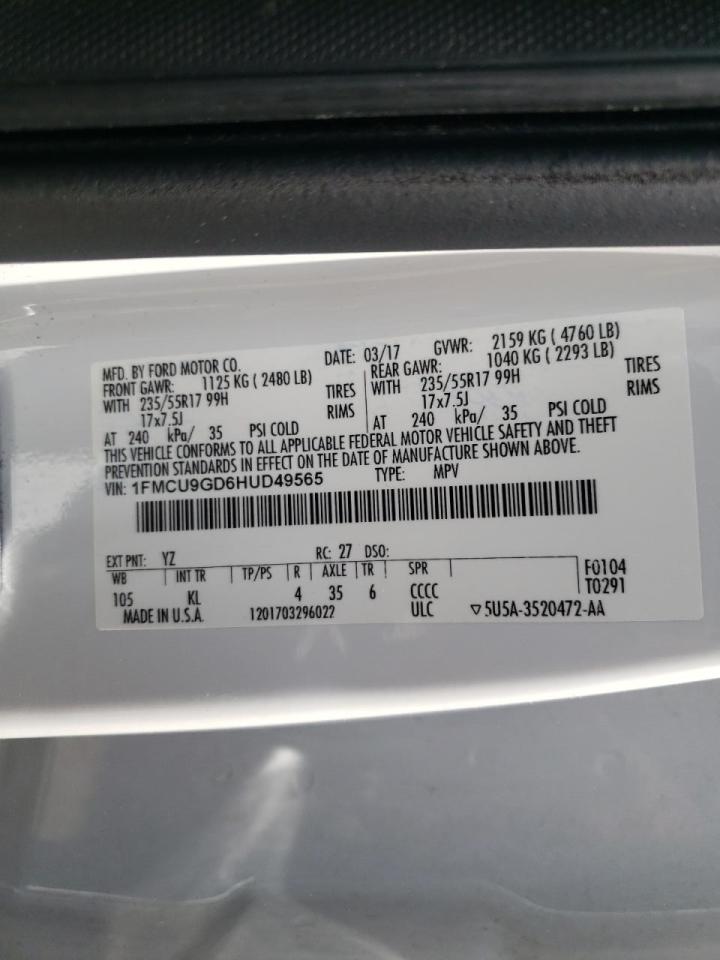 MFD. BY FORD MOTOR CO. DATE: 03/17 GVWR: 2159 KG ( 4760 LB)
FRONT GAWR: 1125 KG ( 2480 LB) REAR GAWR: 1040 KG ( 2293 LB)
WITH 235/55R17 99H TIRES WITH 235/55R17 99H TIRES
17x7.5J RIMS 17x7.5J RIMS
AT 240 kPa/ 35 PSI COLD AT 240 kPa/ 35 PSI COLD
THIS VEHICLE CONFORMS TO ALL APPLICABLE FEDERAL MOTOR VEHICLE SAFETY AND THEFT
PREVENTION STANDARDS IN EFFECT ON THE DATE OF MANUFACTURE SHOWN ABOVE.
VIN: 1FMCU9GD6HUD49565 TYPE: MPV
EXT PNT: YZ RC: 27 DSO:
WB INT TR TP/PS R AXLE TR SPR F0104
105 KL 4 35 6 CCCC T0291
MADE IN U.S.A. 1201703296022 ULC ▽5U5A-3520472-AA